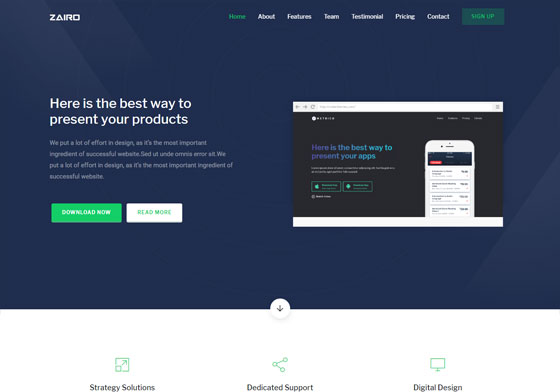 ZAIRO
Home About Features Team Testimonial Pricing Contact SIGN UP
Here is the best way to
present your products
We put a lot of effort in design, as it's the most important
ingredient of successful website.Sed ut unde omnis error sit.We
put a lot of effort in design, as it's the most important ingredient of
successful website.
DOWNLOAD NOW READ MORE
Here is the best way to
present your apps
Strategy Solutions Dedicated Support Digital Design